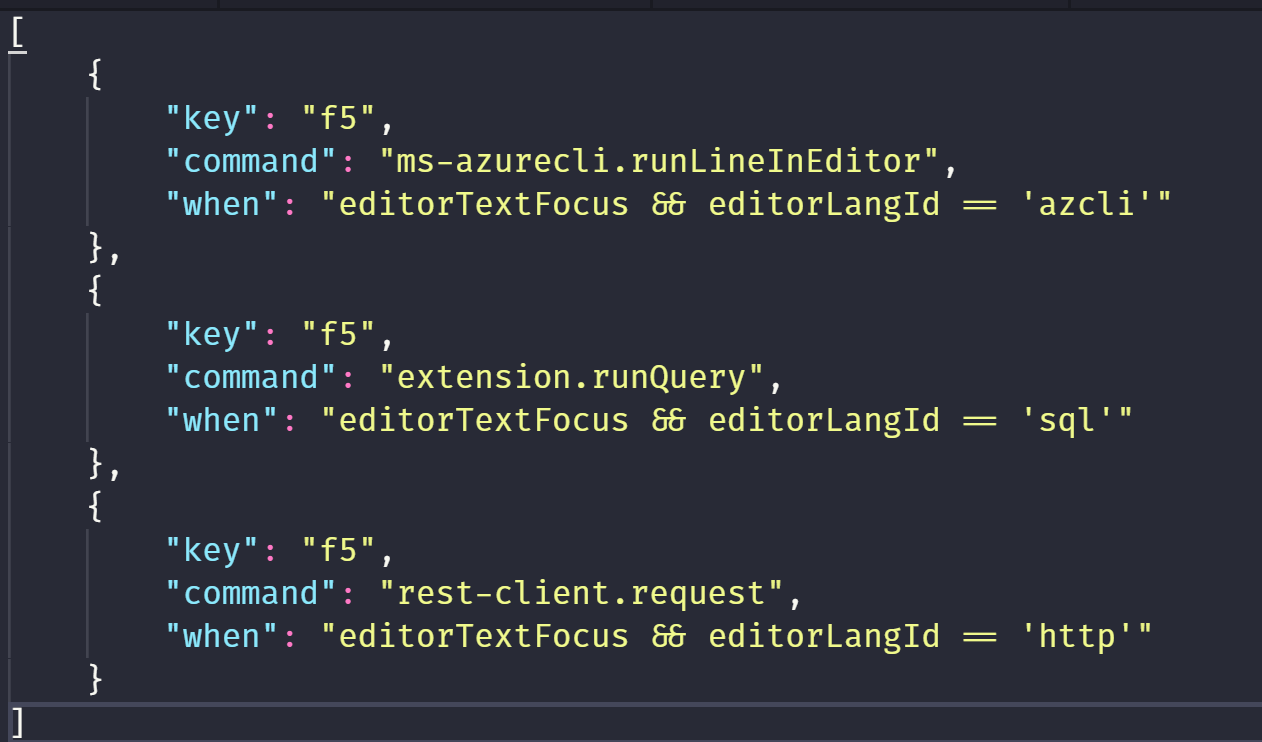 [
    {
        "key": "f5",
        "command": "ms-azurecli.runLineInEditor",
        "when": "editorTextFocus && editorLangId == 'azcli'"
    },
    {
        "key": "f5",
        "command": "extension.runQuery",
        "when": "editorTextFocus && editorLangId == 'sql'"
    },
    {
        "key": "f5",
        "command": "rest-client.request",
        "when": "editorTextFocus && editorLangId == 'http'"
    }
]